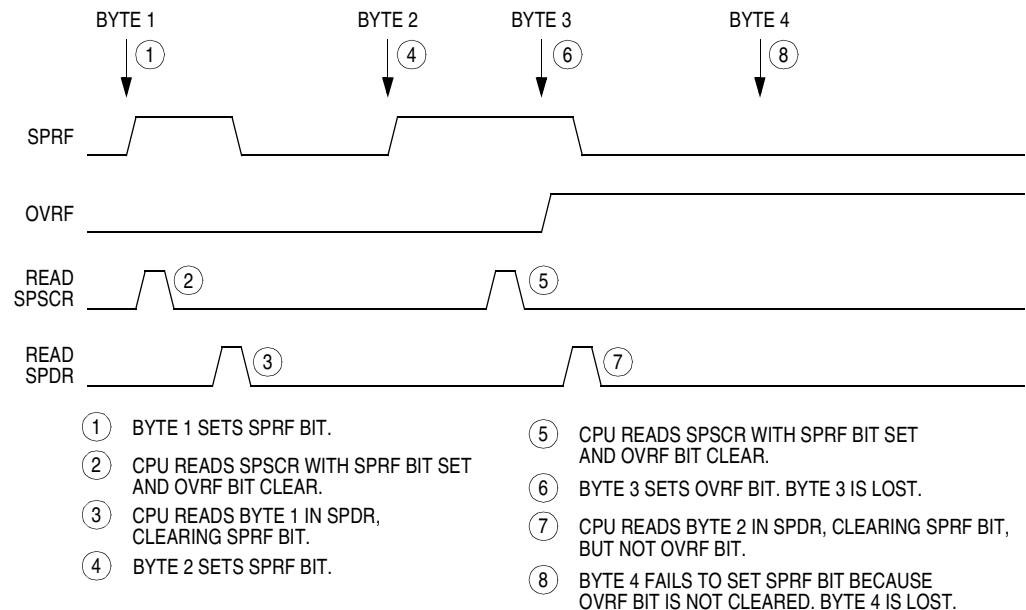 BYTE 1 BYTE 2 BYTE 3 BYTE 4
1 4 6 8
SPRF
OVRF
READ
SPSCR
2 5
READ
SPDR
3 7
1 BYTE 1 SETS SPRF BIT.
2 CPU READS SPSCR WITH SPRF BIT SET
AND OVRF BIT CLEAR.
3 CPU READS BYTE 1 IN SPDR,
CLEARING SPRF BIT.
4 BYTE 2 SETS SPRF BIT.
5 CPU READS SPSCR WITH SPRF BIT SET
AND OVRF BIT CLEAR.
6 BYTE 3 SETS OVRF BIT. BYTE 3 IS LOST.
7 CPU READS BYTE 2 IN SPDR, CLEARING SPRF BIT,
BUT NOT OVRF BIT.
8 BYTE 4 FAILS TO SET SPRF BIT BECAUSE
OVRF BIT IS NOT CLEARED. BYTE 4 IS LOST.